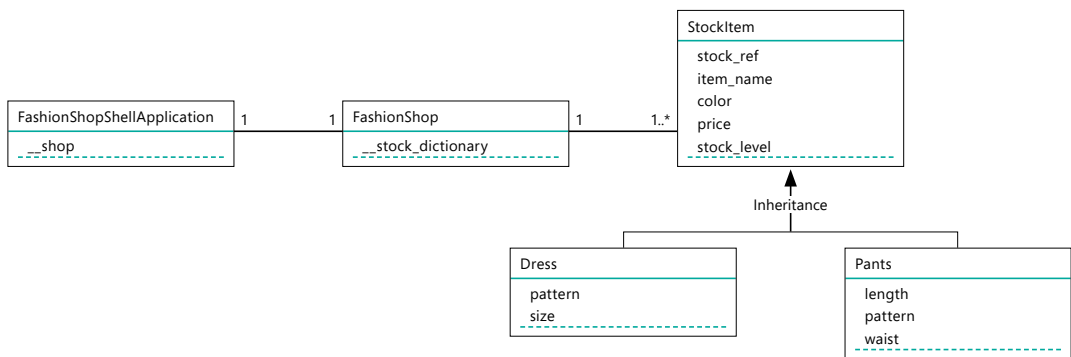 StockItem
stock_ref
item_name
color
price
stock_level
FashionShopShellApplication
__shop
1
1
FashionShop
__stock_dictionary
1
1..*
Inheritance
Dress
pattern
size
Pants
length
pattern
waist